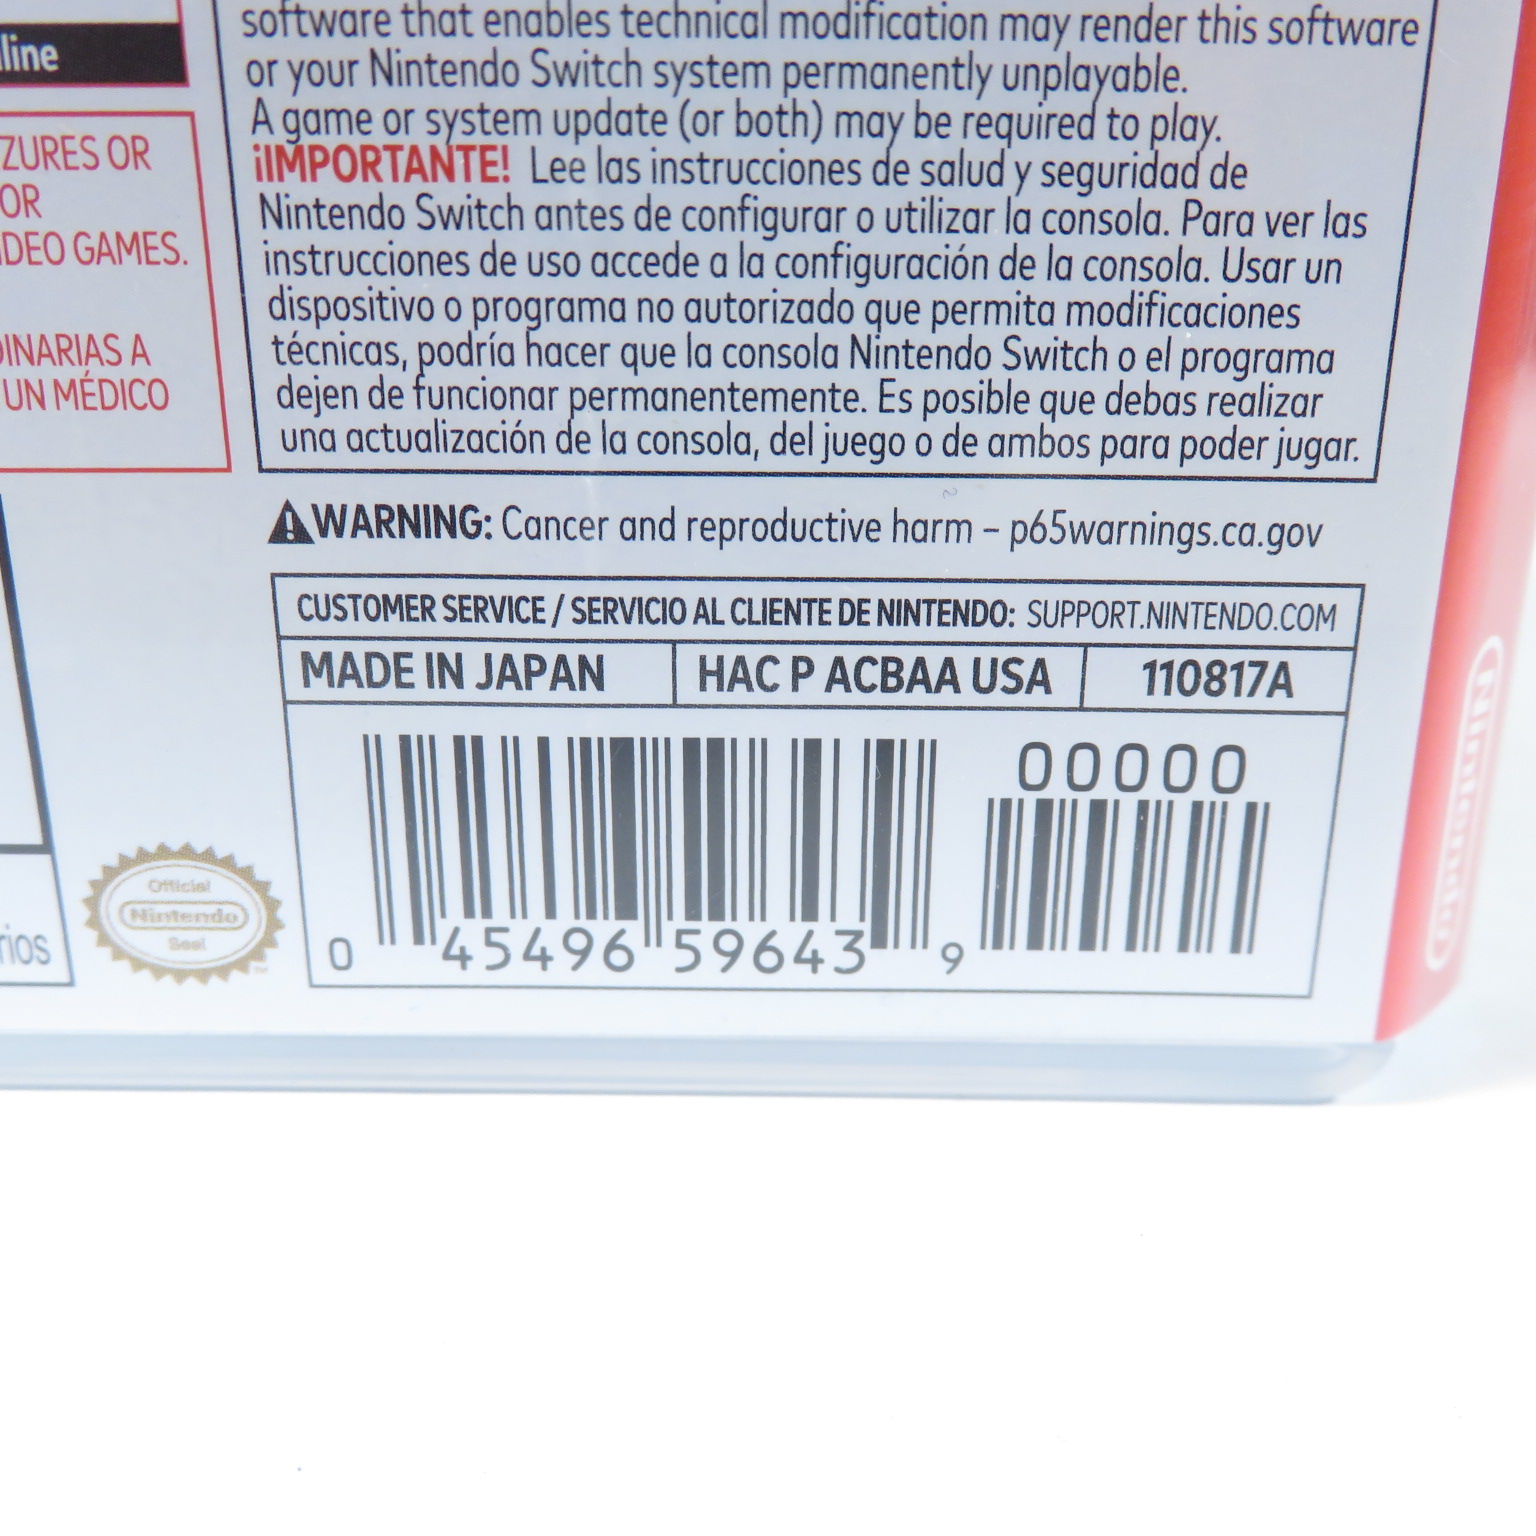 line
ZURES OR
OR
IDEO GAMES.
DINARIAS A
UN MÉDICO
software that enables technical modification may render this software
or your Nintendo Switch system permanently unplayable.
A game or system update (or both) may be required to play.
¡IMPORTANTE! Lee las instrucciones de salud y seguridad de
Nintendo Switch antes de configurar o utilizar la consola. Para ver las
instrucciones de uso accede a la configuración de la consola. Usar un
dispositivo o programa no autorizado que permita modificaciones
técnicas, podría hacer que la consola Nintendo Switch o el programa
dejen de funcionar permanentemente. Es posible que debas realizar
una actualización de la consola, del juego o de ambos para poder jugar.
WARNING: Cancer and reproductive harm – p65warnings.ca.gov
CUSTOMER SERVICE / SERVICIO AL CLIENTE DE NINTENDO: SUPPORT.NINTENDO.COM
MADE IN JAPAN HAC P ACBAA USA 110817A
00000
0 45496 59643 9
rios
Official
Nintendo
Seal
TM
Nintendo